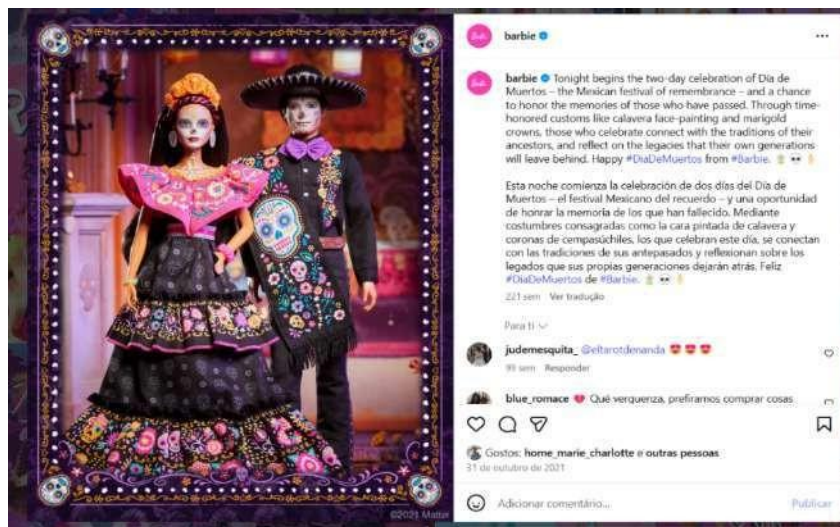 barbie
barbie Tonight begins the two-day celebration of Día de
Muertos – the Mexican festival of remembrance – and a chance
to honor the memories of those who have passed. Through time-
honored customs like calavera face-painting and marigold
crowns, those who celebrate connect with the traditions of their
ancestors, and reflect on the legacies that their own generations
will leave behind. Happy #DiaDeMuertos from #Barbie.
Esta noche comienza la celebración de dos días del Día de
Muertos – el festival Mexicano del recuerdo – y una oportunidad
de honrar la memoria de los que han fallecido. Mediante
costumbres consagradas como la cara pintada de calavera y
coronas de cempasúchiles, los que celebran este día, se conectan
con las tradiciones de sus antepasados y reflexionan sobre los
legados que sus propias generaciones dejarán atrás. Feliz
#DiaDeMuertos de #Barbie.
221 sem Ver tradução
Para ti
judemesquita_ @eltarotdenanda
99 sem Responder
blue_romace Qué verguenza, prefiramos comprar cosas
Gostos: home_marie_charlotte e outras pessoas
31 de outubro de 2021
Adicionar comentário... Publicar
©2021 Mattel